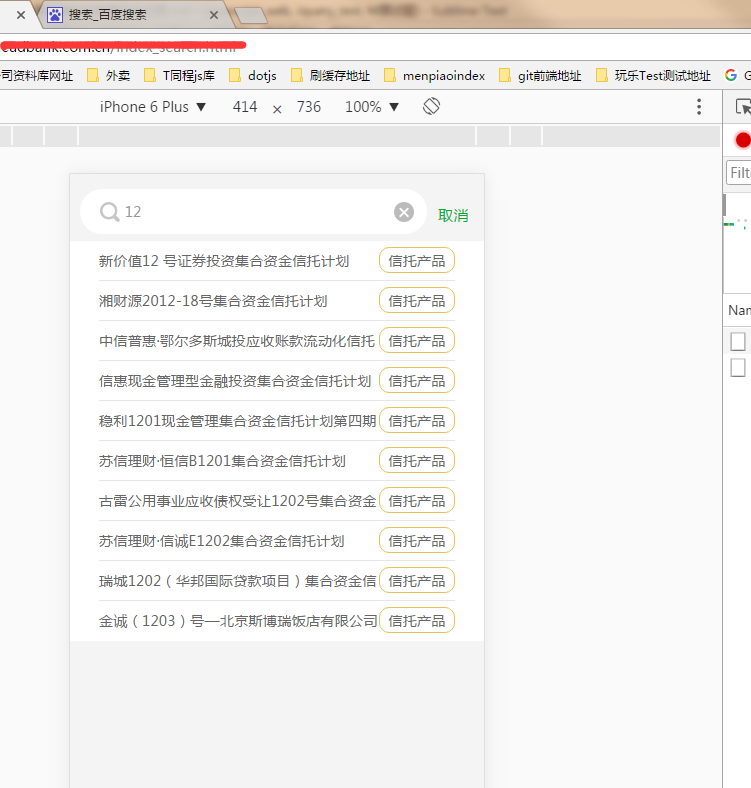 搜索_百度搜索
/index_search.html
司资料库网址 外卖 T同程js库 dotjs 刷缓存地址 menpiaoindex git前端地址 玩乐Test测试地址
iPhone 6 Plus ▼ 414 × 736 100% ▼
12
取消
新价值12 号证券投资集合资金信托计划 信托产品
湘财源2012-18号集合资金信托计划 信托产品
中信普惠·鄂尔多斯城投应收账款流动化信托 信托产品
信惠现金管理型金融投资集合资金信托计划 信托产品
稳利1201现金管理集合资金信托计划第四期 信托产品
苏信理财·恒信B1201集合资金信托计划 信托产品
古雷公用事业应收债权受让1202号集合资金 信托产品
苏信理财·信诚E1202集合资金信托计划 信托产品
瑞城1202（华邦国际贷款项目）集合资金信 信托产品
金诚（1203）号—北京斯博瑞饭店有限公司 信托产品
Filt
Nam